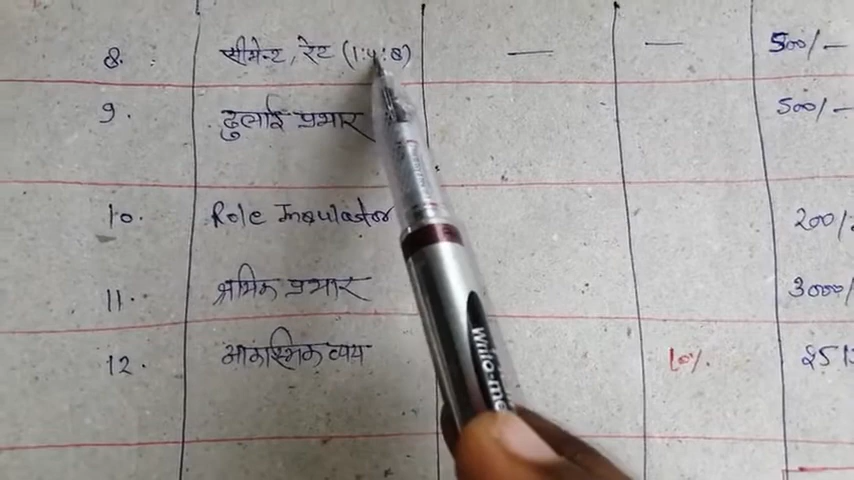 8. सीमेन्ट, रेट (1:4:8) — — 500/-
9. ढुलाई प्रभार 500/-
10. Role Insulator 200/-
11. श्रमिक प्रभार 3000/
12. आकस्मिक व्यय 10%